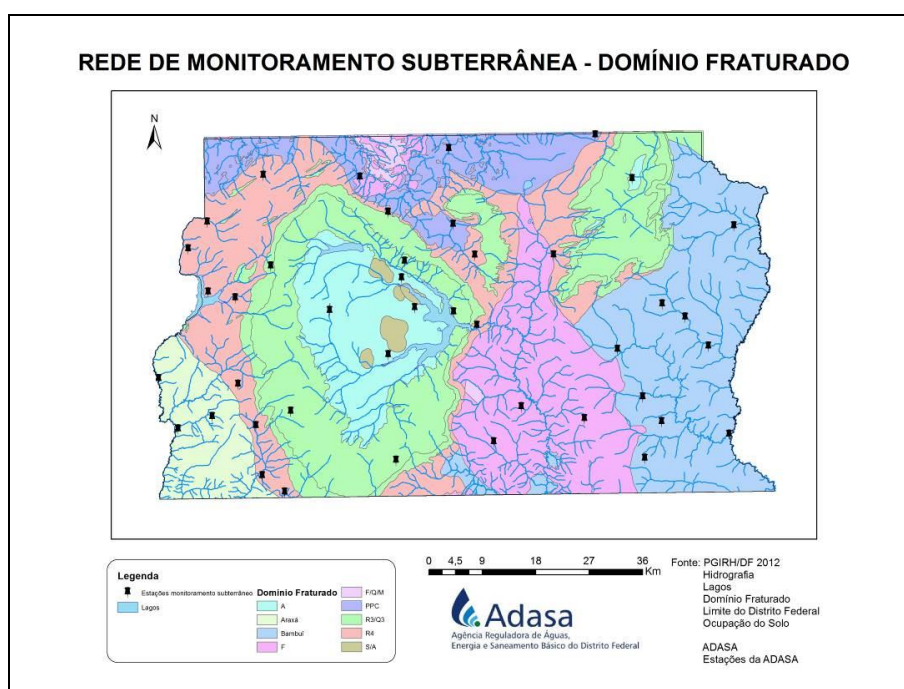 REDE DE MONITORAMENTO SUBTERRÂNEA - DOMÍNIO FRATURADO
N
Legenda
Estações monitoramento subterrâneo
Lagos
Domínio Fraturado
A
Araxá
Bambuí
F
F/Q/M
PPC
R3/Q3
R4
S/A
0 4,5 9 18 27 36
Km
Adasa
Agência Reguladora de Águas,
Energia e Saneamento Básico do Distrito Federal
Fonte: PGIRH/DF 2012
Hidrografia
Lagos
Domínio Fraturado
Limite do Distrito Federal
Ocupação do Solo
ADASA
Estações da ADASA